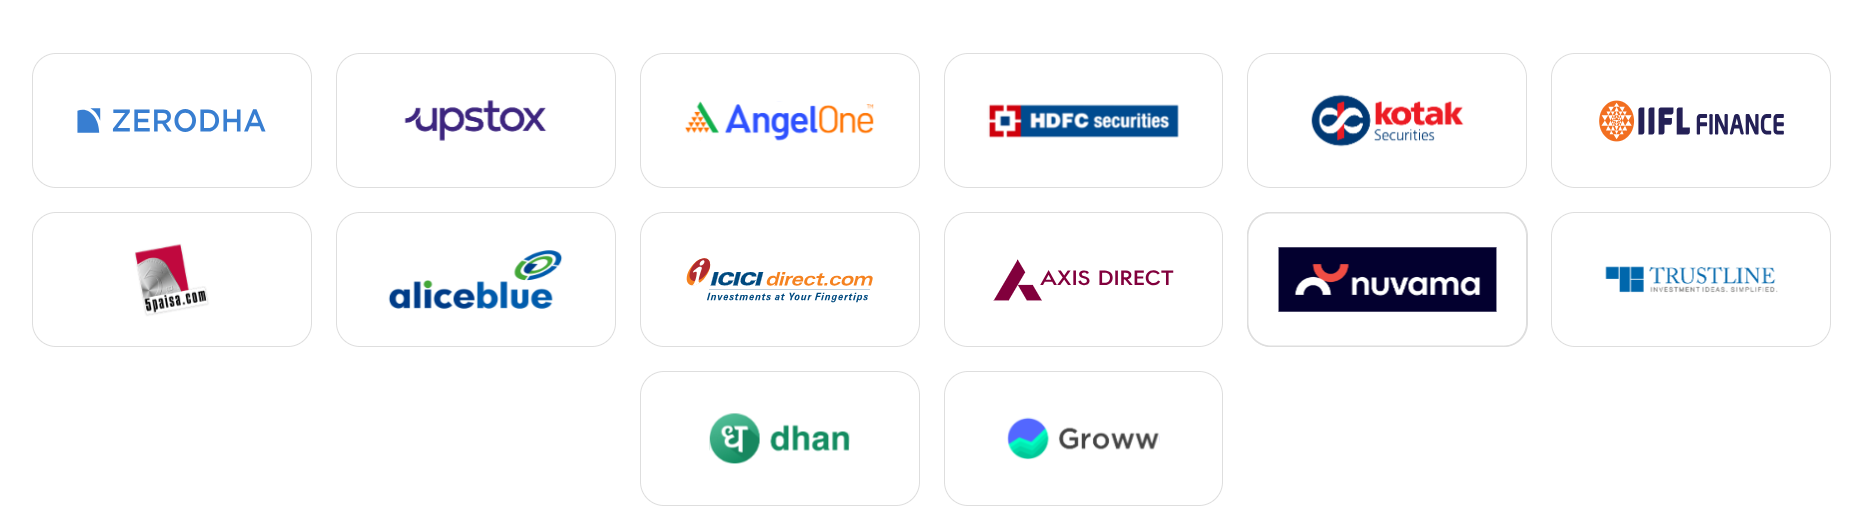 ZERODHA
upstox
AngelOne™
HDFC securities
kotak
Securities
IIFL FINANCE
5paisa.com
aliceblue
i ICICI direct.com
Investments at Your Fingertips
AXIS DIRECT
nuvama
TRUSTLINE
INVESTMENT IDEAS. SIMPLIFIED.
ध dhan
Groww